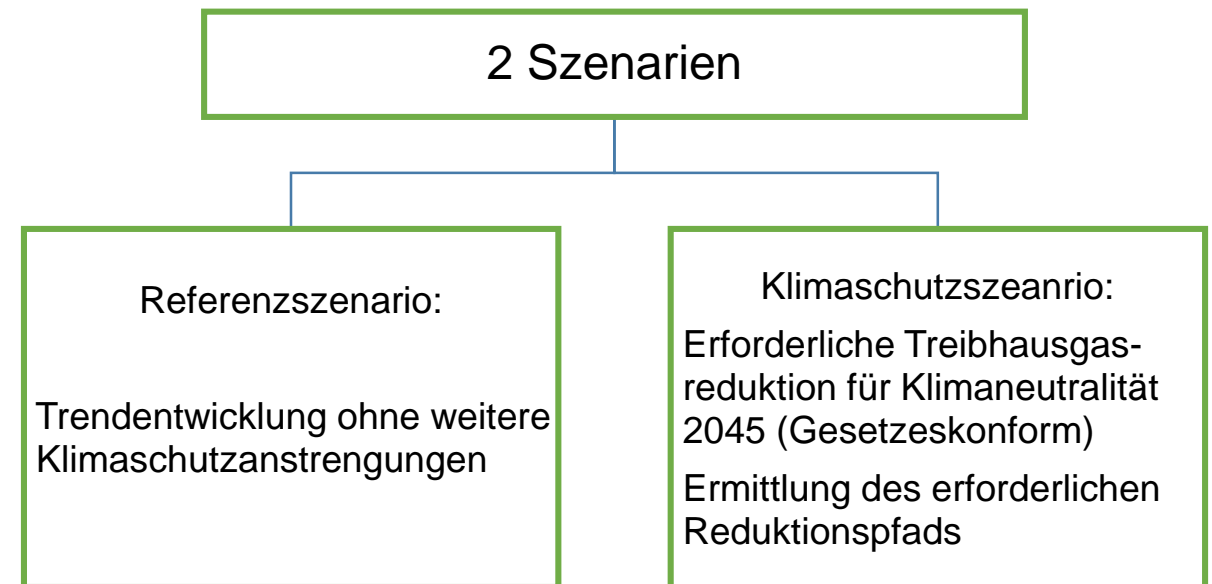 2 Szenarien
Referenzszenario:
Trendentwicklung ohne weitere
Klimaschutzanstrengungen
Klimaschutzszeanrio:
Erforderliche Treibhausgas-
reduktion für Klimaneutralität
2045 (Gesetzeskonform)
Ermittlung des erforderlichen
Reduktionspfads